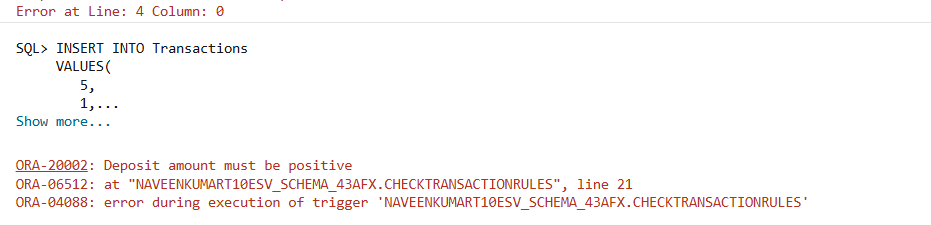 Error at Line: 4 Column: 0
SQL> INSERT INTO Transactions
VALUES(
5,
1,...
Show more...
ORA-20002: Deposit amount must be positive
ORA-06512: at "NAVEENKUMART10ESV_SCHEMA_43AFX.CHECKTRANSACTIONRULES", line 21
ORA-04088: error during execution of trigger 'NAVEENKUMART10ESV_SCHEMA_43AFX.CHECKTRANSACTIONRULES'